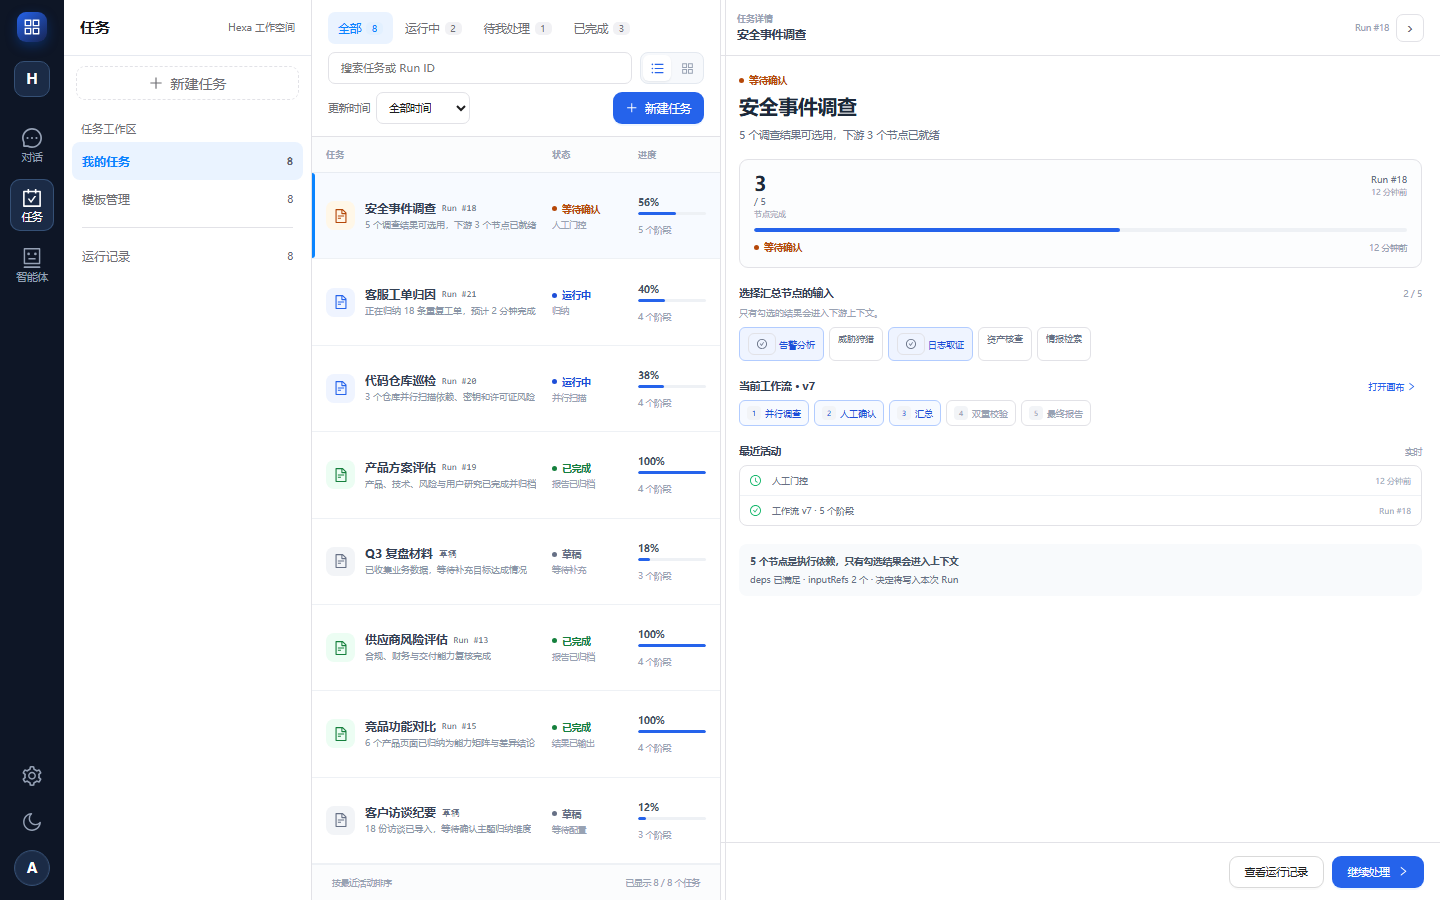 H
对话
任务
智能体
A
任务
Hexa 工作空间
新建任务
任务工作区
我的任务 8
模板管理 8
运行记录 8
全部 8 运行中 2 待我处理 1 已完成 3
搜索任务或 Run ID
更新时间 全部时间 新建任务
任务 状态 进度
安全事件调查 Run #18
5 个调查结果可选用，下游 3 个节点已就绪
等待确认
人工门控
56%
5 个阶段
客服工单归因 Run #21
正在归纳 18 条重复工单，预计 2 分钟完成
运行中
归纳
40%
4 个阶段
代码仓库巡检 Run #20
3 个仓库并行扫描依赖、密钥和许可证风险
运行中
并行扫描
38%
4 个阶段
产品方案评估 Run #19
产品、技术、风险与用户研究已完成并归档
已完成
报告已归档
100%
4 个阶段
Q3 复盘材料 草稿
已收集业务数据，等待补充目标达成情况
草稿
等待补充
18%
3 个阶段
供应商风险评估 Run #13
合规、财务与交付能力复核完成
已完成
报告已归档
100%
4 个阶段
竞品功能对比 Run #15
6 个产品页面已归纳为能力矩阵与差异结论
已完成
结果已输出
100%
4 个阶段
客户访谈纪要 草稿
18 份访谈已导入，等待确认主题归纳维度
草稿
等待配置
12%
3 个阶段
按最近活动排序 已显示 8 / 8 个任务
任务详情
安全事件调查
Run #18
等待确认
安全事件调查
5 个调查结果可选用，下游 3 个节点已就绪
3
/ 5
节点完成
Run #18
12 分钟前
等待确认 12 分钟前
选择汇总节点的输入 2 / 5
只有勾选的结果会进入下游上下文。
告警分析 威胁狩猎 日志取证 资产核查 情报检索
当前工作流 • v7 打开画布
1 并行调查 2 人工确认 3 汇总 4 双重校验 5 最终报告
最近活动 实时
人工门控 12 分钟前
工作流 v7 · 5 个阶段 Run #18
5 个节点是执行依赖，只有勾选结果会进入上下文
deps 已满足 · inputRefs 2 个 · 决定将写入本次 Run
查看运行记录 继续处理